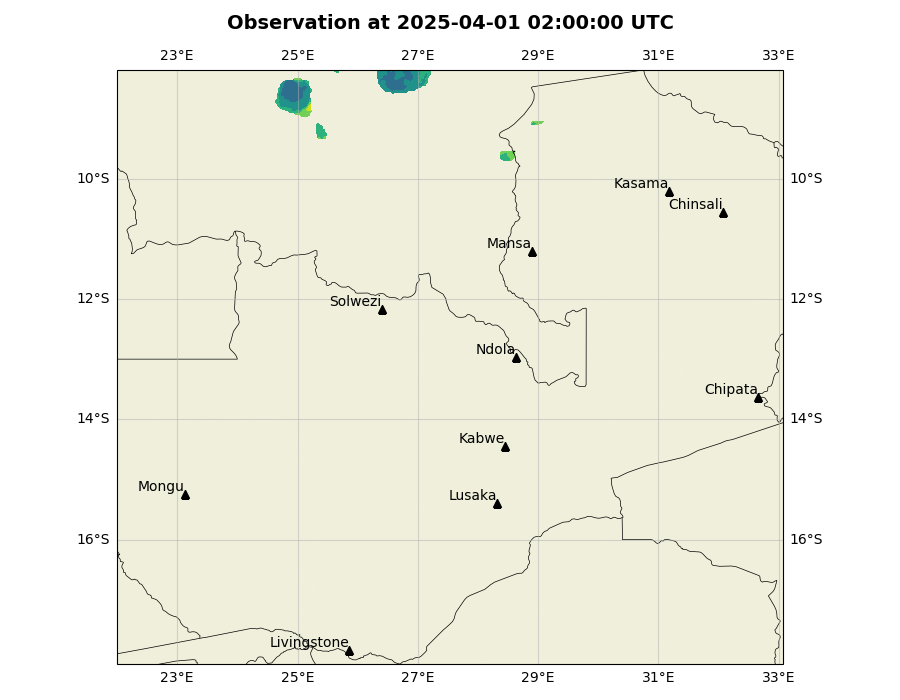 Observation at 2025-04-01 02:00:00 UTC
23°E 25°E 27°E 29°E 31°E 33°E
10°S 10°S
Kasama
Chinsali
Mansa
12°S 12°S
Solwezi
Ndola
Chipata
14°S 14°S
Kabwe
Mongu
Lusaka
16°S 16°S
Livingstone
23°E 25°E 27°E 29°E 31°E 33°E